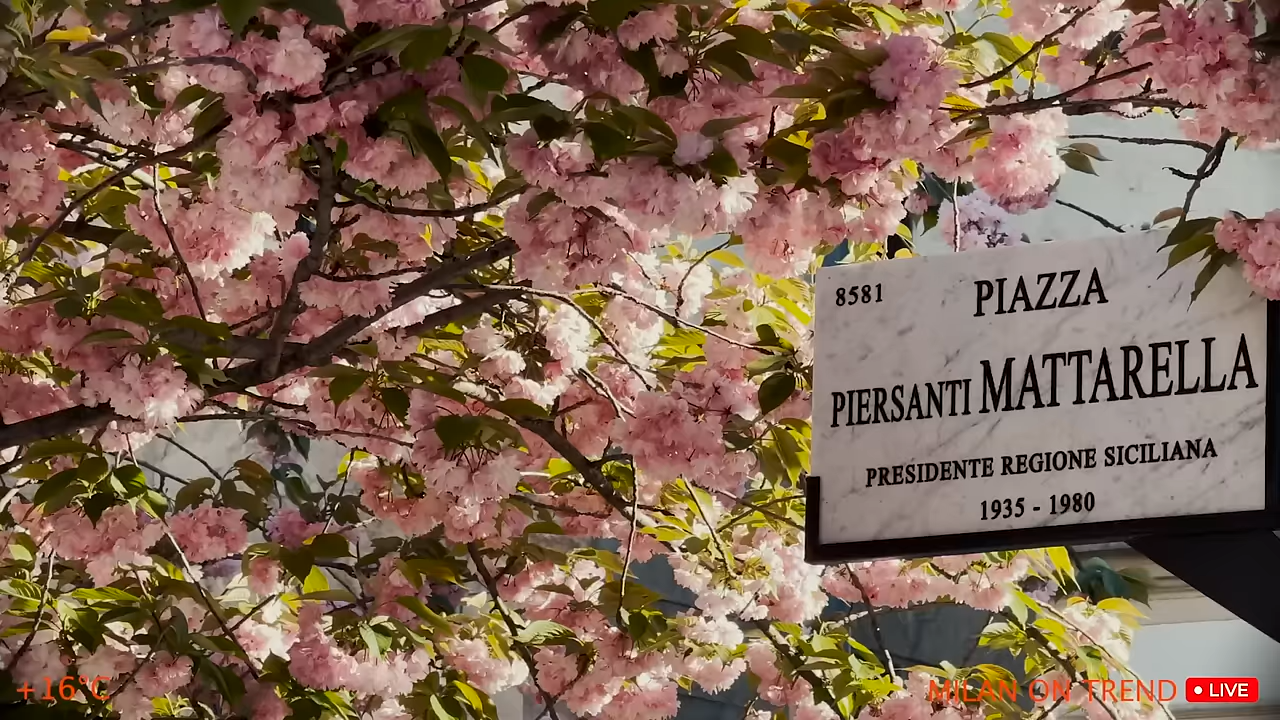 8581
PIAZZA
PIERSANTI MATTARELLA
PRESIDENTE REGIONE SICILIANA
1935 - 1980
+16°C
MILAN ON TREND LIVE